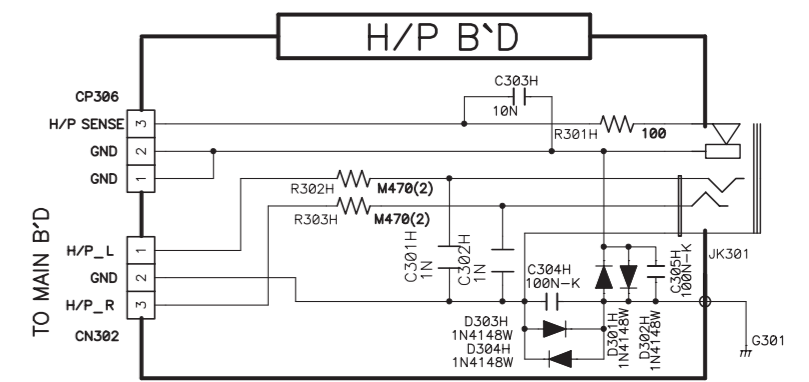 H/P B`D
C303H
10N
CP306
H/P SENSE 3
R301H 100
GND 2
GND 1
R302H M470(2)
R303H M470(2)
TO MAIN B'D
H/P_L 1
GND 2
H/P_R 3
CN302
C301H
1N
C302H
1N
C304H
100N-K
C305H
100N-K
JK301
D303H
1N4148W
D304H
1N4148W
D301H
1N4148W
D302H
1N4148W
G301